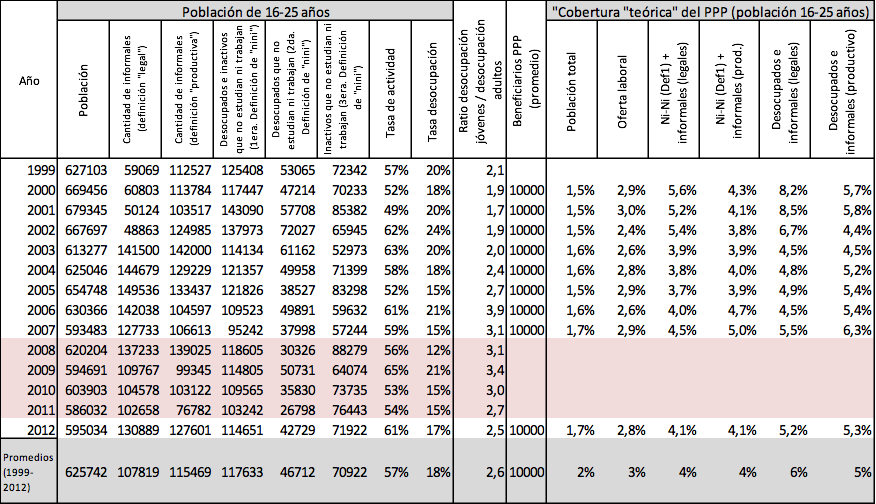 Población de 16-25 años
"Cobertura "teórica" del PPP (población 16-25 años)
Año
Población
Cantidad de informales
(definición "legal")
Cantidad de informales
(definición "productiva")
Desocupados e inactivos
que no estudian ni trabajan
(1era. Definición de "nini")
Desocupados que no
estudian ni trabajan (2da.
Definición de "nini")
Inactivos que no estudian ni
trabajan (3era. Definición
de "nini")
Tasa de actividad
Tasa desocupación
Ratio desocupación
jóvenes / desocupación
adultos
Beneficiarios PPP
(promedio)
Población total
Oferta laboral
Ni-Ni (Def1) +
informales (legales)
Ni-Ni (Def1) +
informales (prod.)
Desocupados e
informales (legales)
Desocupados e
informales (productivo)
1999 627103 59069 112527 125408 53065 72342 57% 20% 2,1
2000 669456 60803 113784 117447 47214 70233 52% 18% 1,9 10000 1,5% 2,9% 5,6% 4,3% 8,2% 5,7%
2001 679345 50124 103517 143090 57708 85382 49% 20% 1,7 10000 1,5% 3,0% 5,2% 4,1% 8,5% 5,8%
2002 667697 48863 124985 137973 72027 65945 62% 24% 1,9 10000 1,5% 2,4% 5,4% 3,8% 6,7% 4,4%
2003 613277 141500 142000 114134 61162 52973 63% 20% 2,0 10000 1,6% 2,6% 3,9% 3,9% 4,5% 4,5%
2004 625046 144679 129229 121357 49958 71399 58% 18% 2,4 10000 1,6% 2,8% 3,8% 4,0% 4,8% 5,2%
2005 654748 149536 133437 121826 38527 83298 52% 15% 2,7 10000 1,5% 2,9% 3,7% 3,9% 4,9% 5,4%
2006 630366 142038 104597 109523 49891 59632 61% 21% 3,9 10000 1,6% 2,6% 4,0% 4,7% 4,5% 5,4%
2007 593483 127733 106613 95242 37998 57244 59% 15% 3,1 10000 1,7% 2,9% 4,5% 5,0% 5,5% 6,3%
2008 620204 137233 139025 118605 30326 88279 56% 12% 3,1
2009 594691 109767 99345 114805 50731 64074 65% 21% 3,4
2010 603903 104578 103122 109565 35830 73735 53% 15% 3,0
2011 586032 102658 76782 103242 26798 76443 54% 15% 2,7
2012 595034 130889 127601 114651 42729 71922 61% 17% 2,5 10000 1,7% 2,8% 4,1% 4,1% 5,2% 5,3%
Promedios
(1999-
2012)
625742 107819 115469 117633 46712 70922 57% 18% 2,6 10000 2% 3% 4% 4% 6% 5%